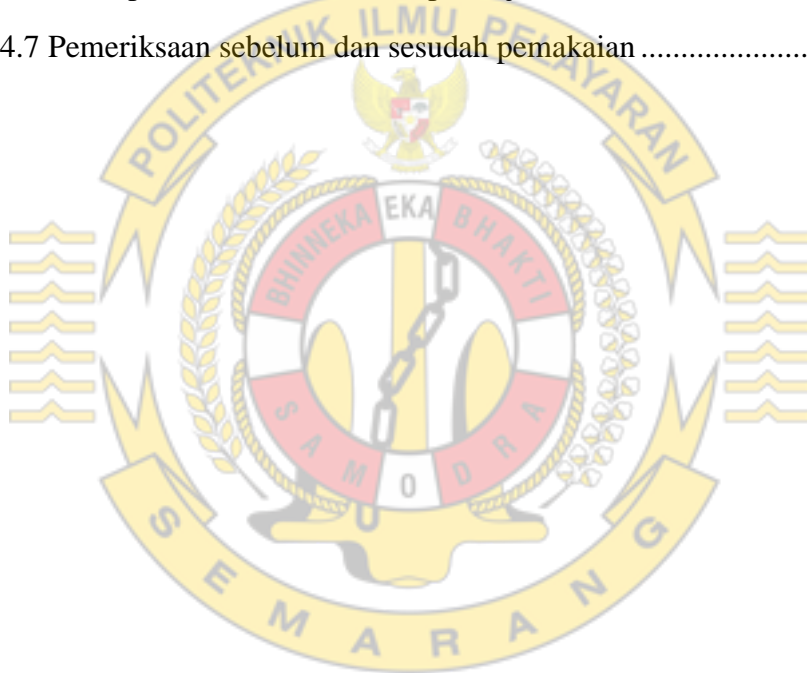 4.7 Pemeriksaan sebelum dan sesudah pemakaian ....................
POLITEKNIK ILMU PELAYARAN
BHINNEKA EKA BHAKTI
SAMODRA
SEMARANG